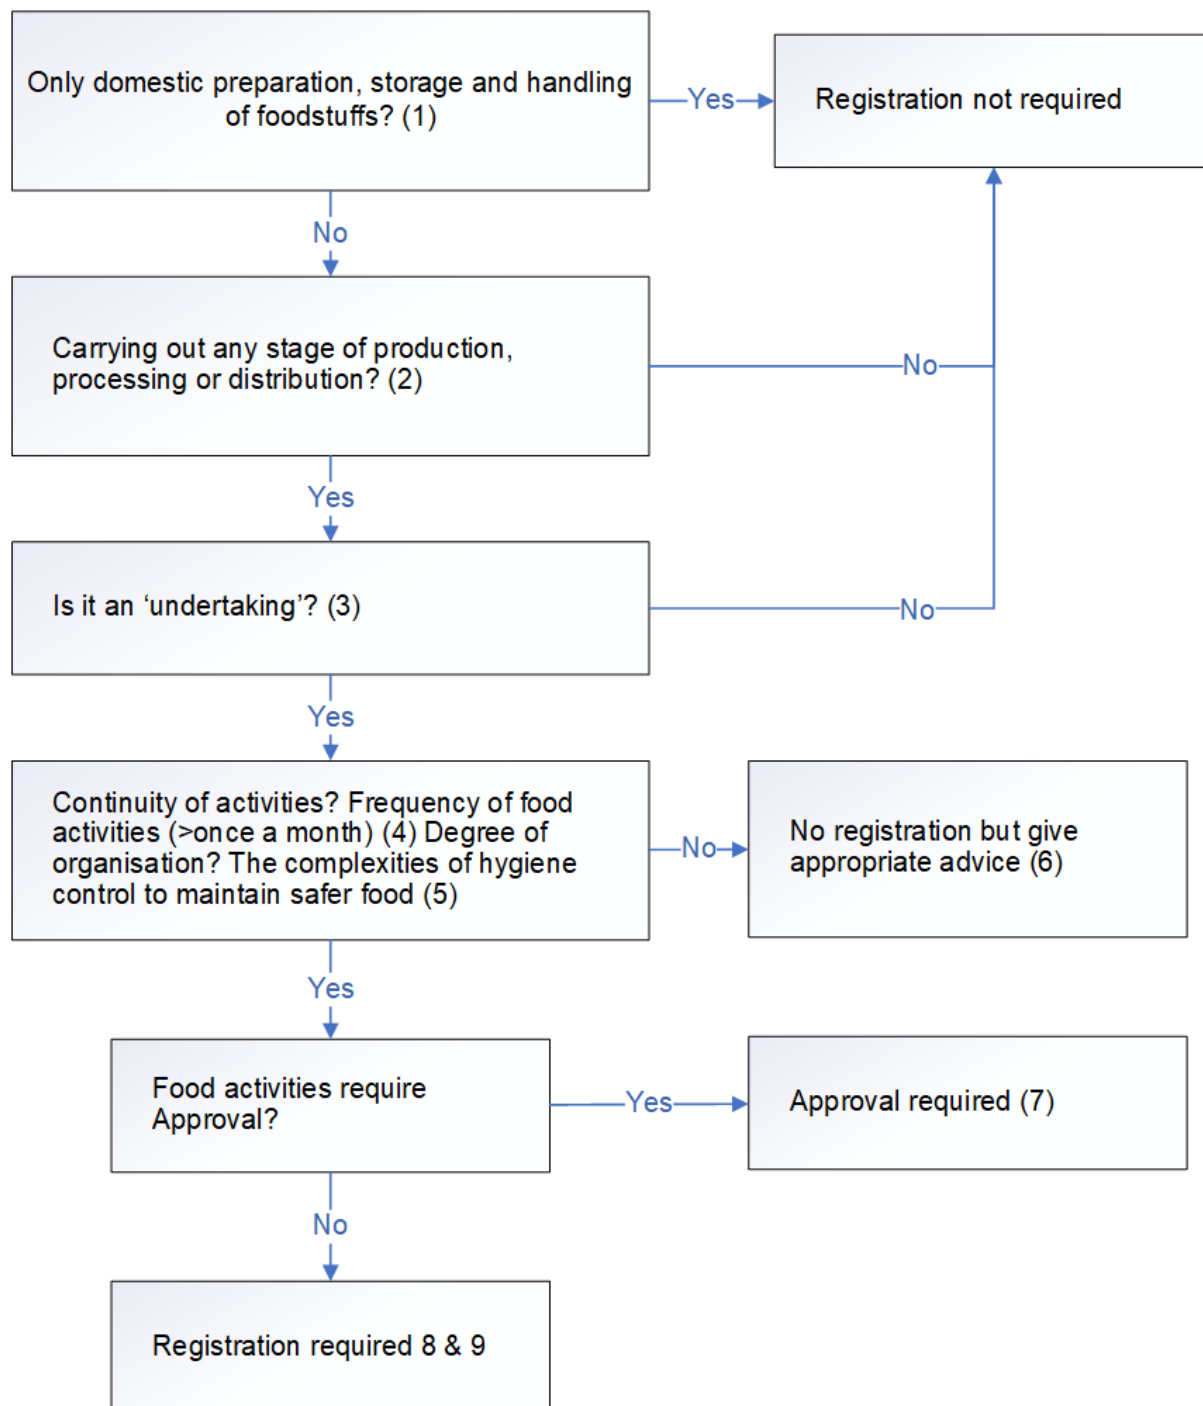 Only domestic preparation, storage and handling
of foodstuffs? (1)
Yes
Registration not required
No
Carrying out any stage of production,
processing or distribution? (2)
No
Yes
Is it an ‘undertaking’? (3)
No
Yes
Continuity of activities? Frequency of food
activities (>once a month) (4) Degree of
organisation? The complexities of hygiene
control to maintain safer food (5)
No
No registration but give
appropriate advice (6)
Yes
Food activities require
Approval?
Yes
Approval required (7)
No
Registration required 8 & 9